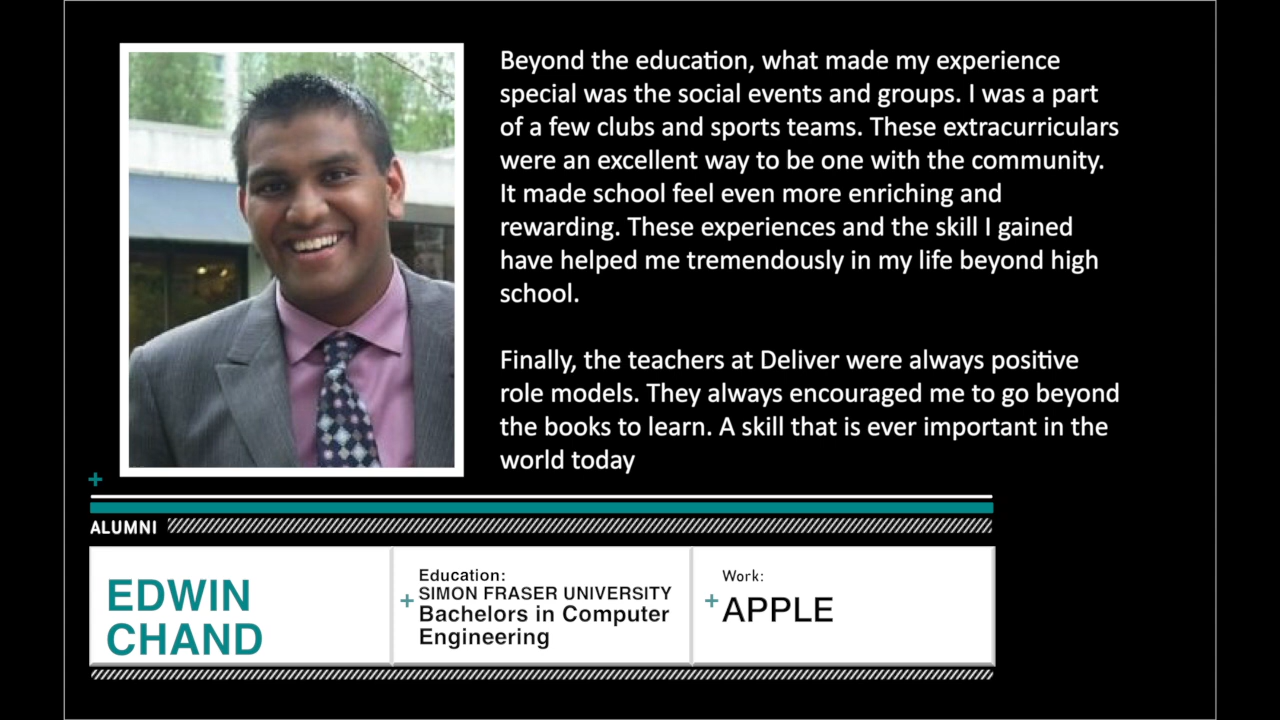 Beyond the education, what made my experience
special was the social events and groups. I was a part
of a few clubs and sports teams. These extracurriculars
were an excellent way to be one with the community.
It made school feel even more enriching and
rewarding. These experiences and the skill I gained
have helped me tremendously in my life beyond high
school.
Finally, the teachers at Deliver were always positive
role models. They always encouraged me to go beyond
the books to learn. A skill that is ever important in the
world today
ALUMNI
EDWIN
CHAND
Education:
SIMON FRASER UNIVERSITY
Bachelors in Computer
Engineering
Work:
APPLE